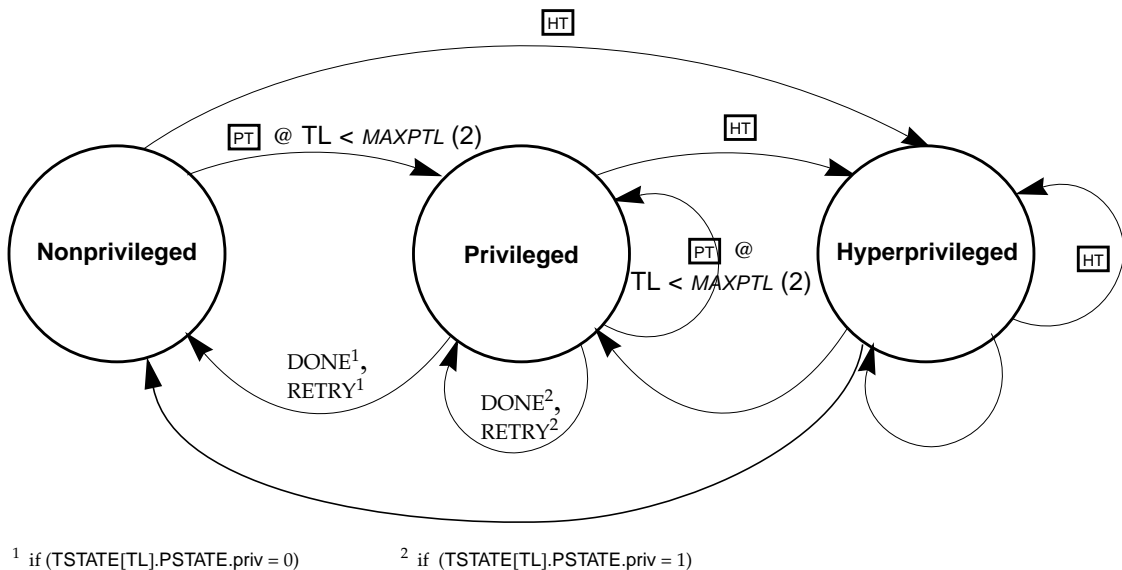 HT
PT @ TL < MAXPTL (2)
HT
Nonprivileged
Privileged
Hyperprivileged
PT @
TL < MAXPTL (2)
HT
DONE¹,
RETRY¹
DONE²,
RETRY²
¹ if (TSTATE[TL].PSTATE.priv = 0)
² if (TSTATE[TL].PSTATE.priv = 1)